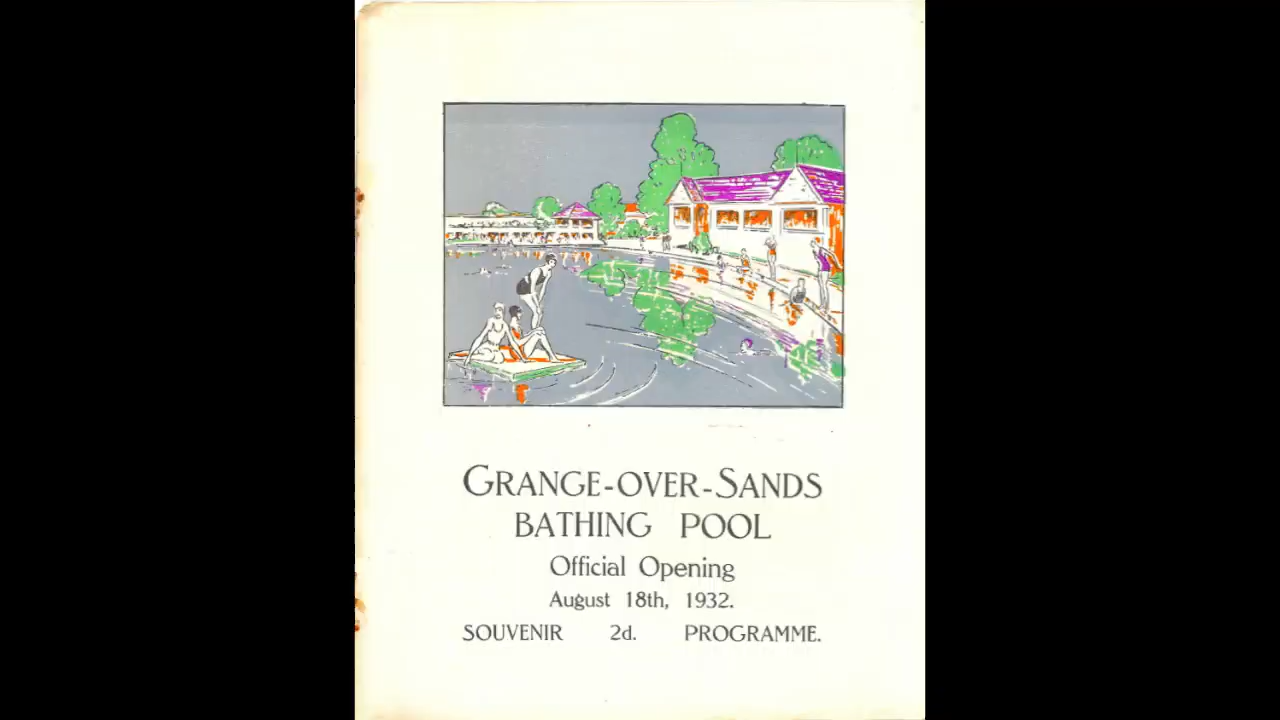 GRANGE-OVER-SANDS
BATHING POOL
Official Opening
August 18th, 1932.
SOUVENIR 2d. PROGRAMME.